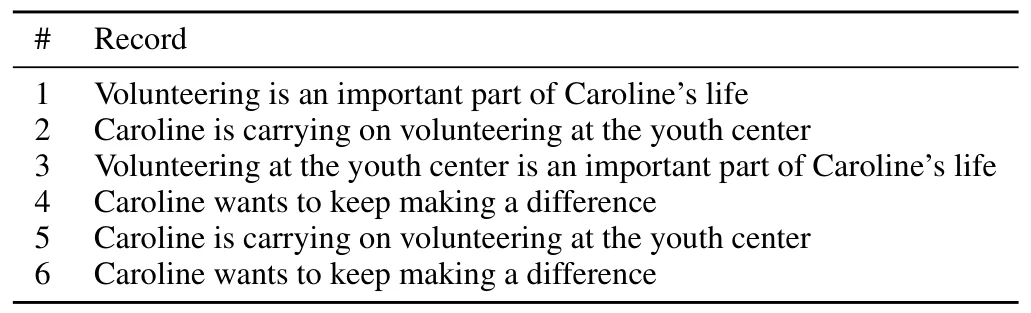 # Record
1 Volunteering is an important part of Caroline’s life
2 Caroline is carrying on volunteering at the youth center
3 Volunteering at the youth center is an important part of Caroline’s life
4 Caroline wants to keep making a difference
5 Caroline is carrying on volunteering at the youth center
6 Caroline wants to keep making a difference